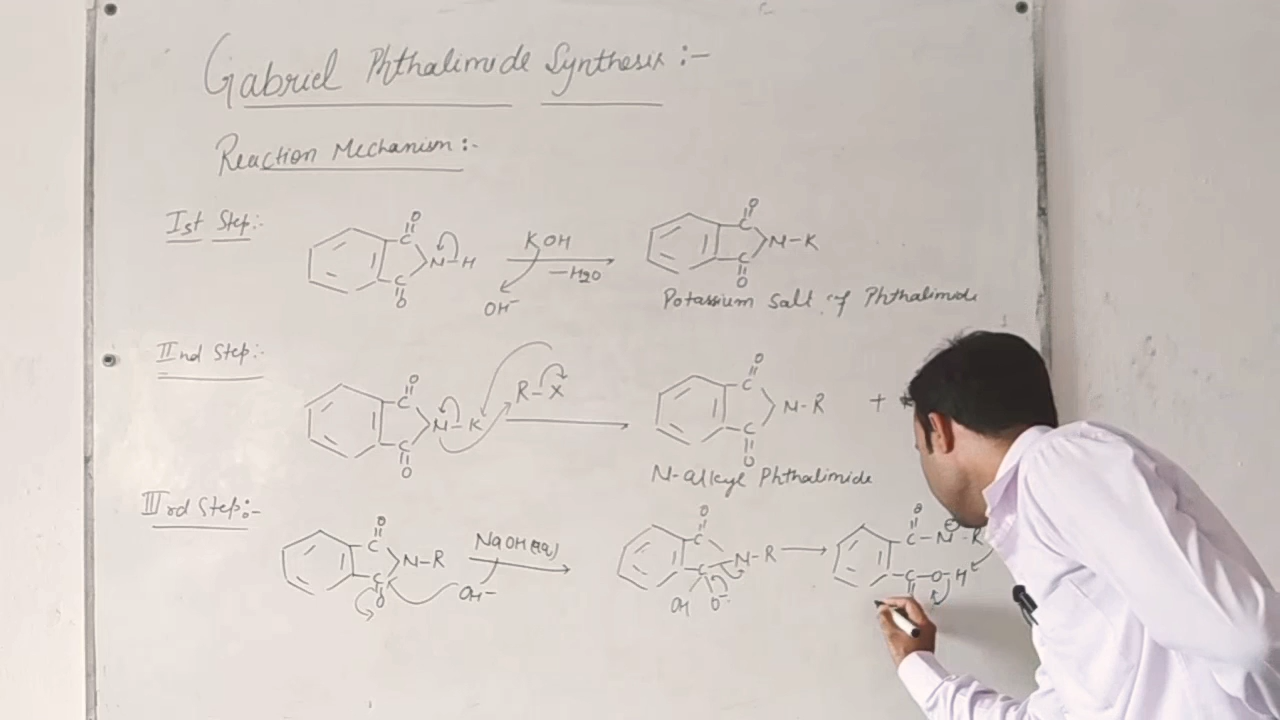 Gabriel Phthalimide Synthesis :-
Reaction Mechanism :-
Ist Step:-
O
C
N-H
C
O
KOH
-H2O
OH-
O
C
N-K
C
O
Potassium Salt of Phthalimide
IInd Step:-
O
C
N-K
C
O
R-X
O
C
N-R
C
O
+
N-alkyl Phthalimide
IIIrd Step:-
O
C
N-R
C
O
NaOH(aq)
OH-
O
C
N-R
C
OH O-
O
C-N-R
C-O-H